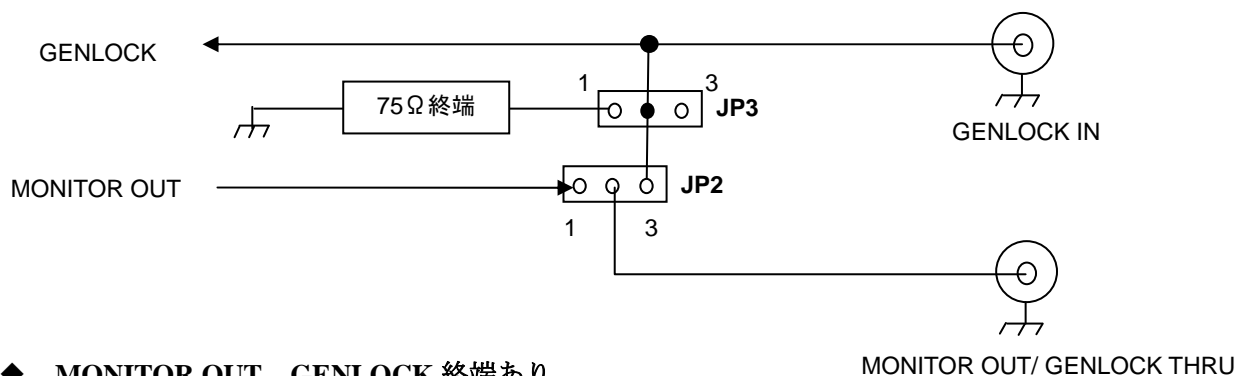 GENLOCK
1
3
75Ω終端
JP3
GENLOCK IN
MONITOR OUT
JP2
1
3
MONITOR OUT/ GENLOCK THRU
◆ MONITOR OUT、GENLOCK 終端あり